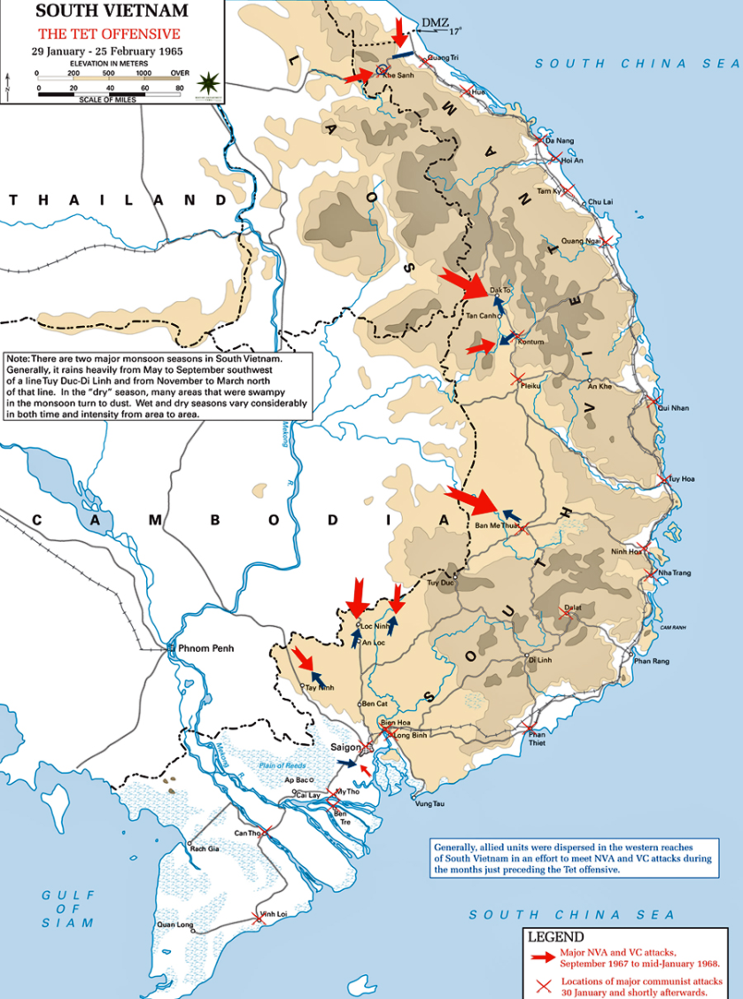 SOUTH VIETNAM
THE TET OFFENSIVE
29 January - 25 February 1965
ELEVATION IN METERS
0 200 500 1000 OVER
0 20 40 60 80
SCALE OF MILES
N
DMZ
17°
Quang Tri
Khe Sanh
Hue
SOUTH CHINA SEA
LAOS
THAILAND
Da Nang
Hoi An
Tam Ky
Chu Lai
Quang Ngai
Dak To
Tan Canh
Kontum
Pleiku
An Khe
Qui Nhan
Note: There are two major monsoon seasons in South Vietnam.
Generally, it rains heavily from May to September southwest
of a line Tuy Duc-Di Linh and from November to March north
of that line. In the “dry” season, many areas that were swampy
in the monsoon turn to dust. Wet and dry seasons vary considerably
in both time and intensity from area to area.
Mekong
R.
Tuy Hoa
CAMBODIA
Ban Me Thuat
Ninh Hoa
Nha Trang
Tuy Duc
Dalat
CAM RANH
SOUTH VIETNAM
Loc Ninh
An Loc
Phnom Penh
Di Linh
Phan Rang
Tay Ninh
Ben Cat
Bien Hoa
Long Binh
Phan
Thiet
Saigon
Mekong R.
Plain of Reeds
Ap Bac
Cai Lay
My Tho
Vung Tau
Ben
Tre
Can Tho
Rach Gia
Generally, allied units were dispersed in the western reaches
of South Vietnam in an effort to meet NVA and VC attacks during
the months just preceding the Tet offensive.
GULF
OF
SIAM
SOUTH CHINA SEA
Vinh Loi
Quan Long
LEGEND
Major NVA and VC attacks,
September 1967 to mid-January 1968.
Locations of major communist attacks
30 January and shortly afterwards.